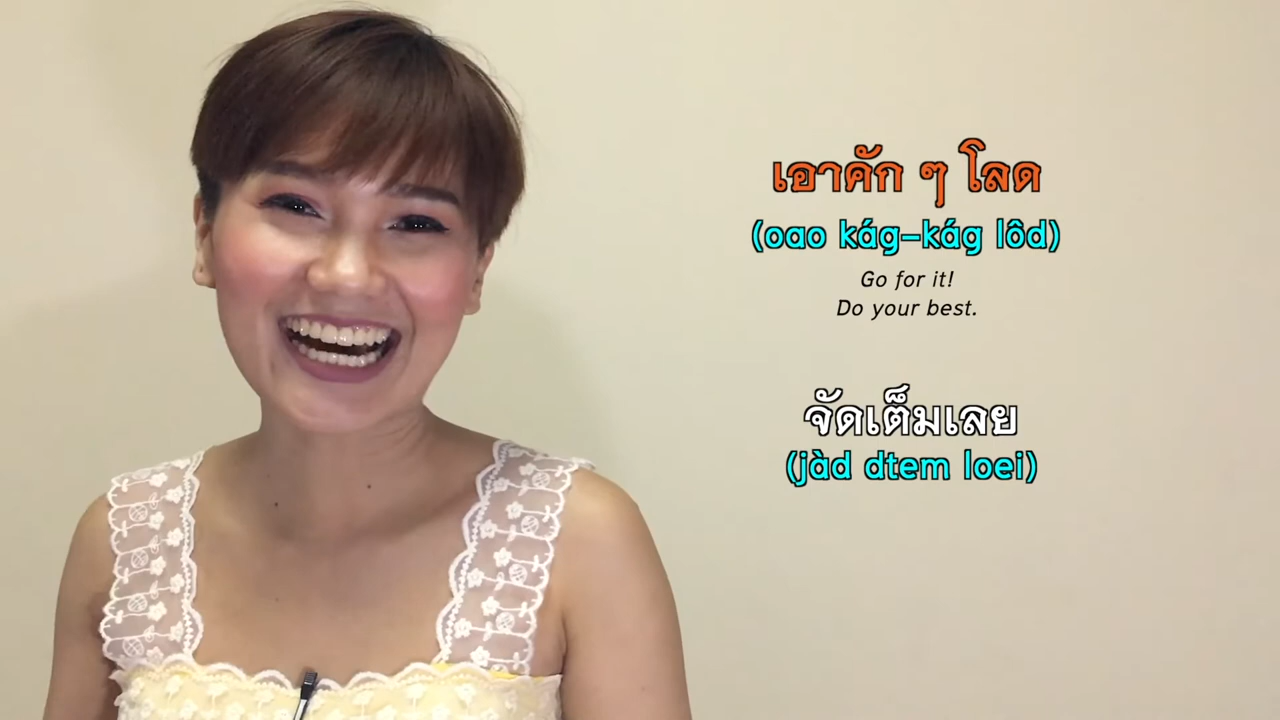 เอาคัก ๆ โลด
(oao kág–kág lôd)
Go for it!
Do your best.
จัดเต็มเลย
(jàd dtem loei)